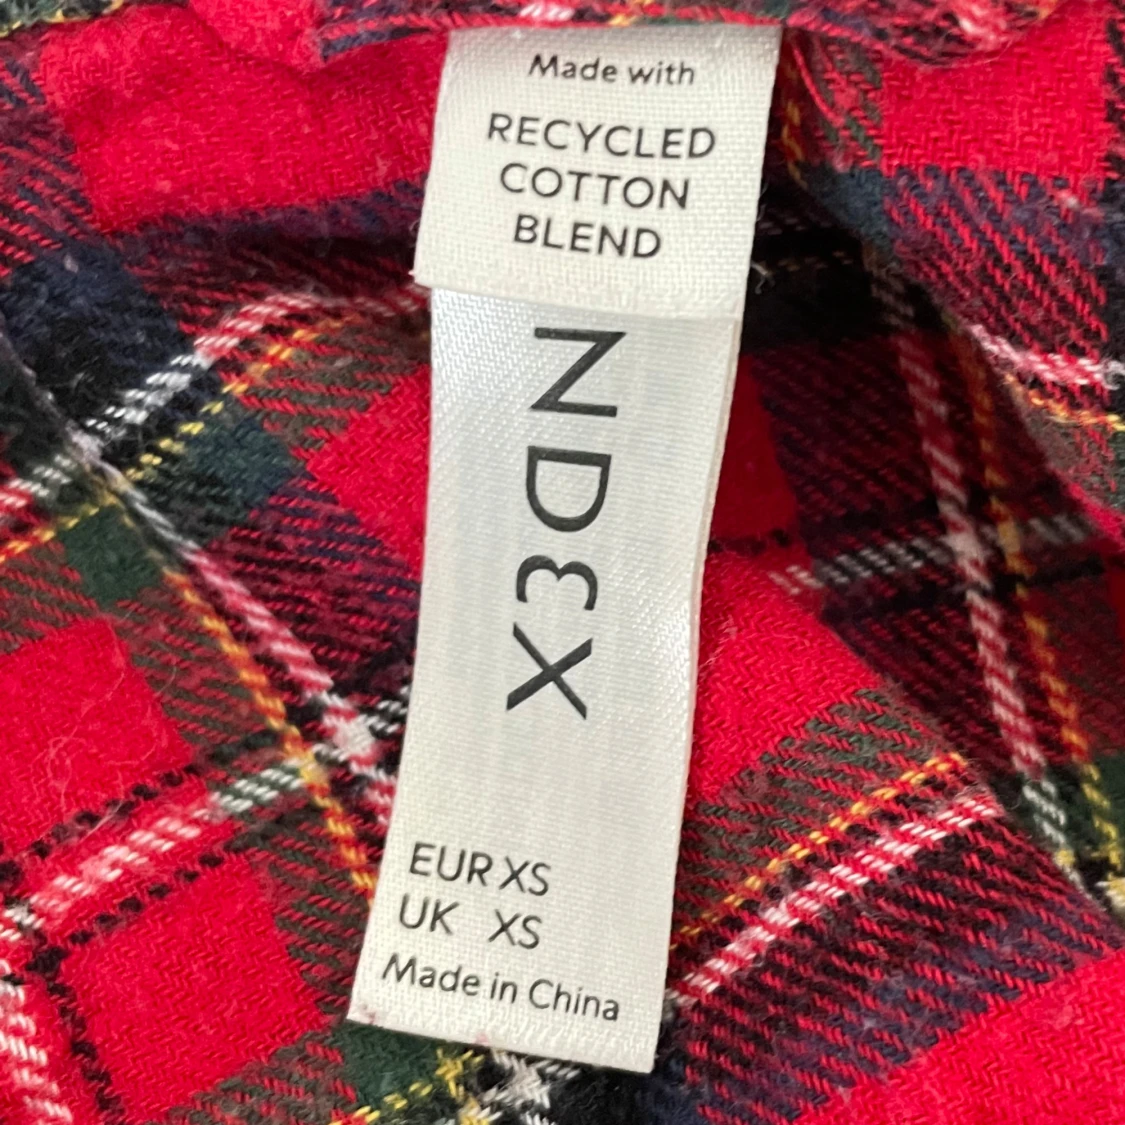 Made with
RECYCLED
COTTON
BLEND
NDEX
EUR XS
UK XS
Made in China